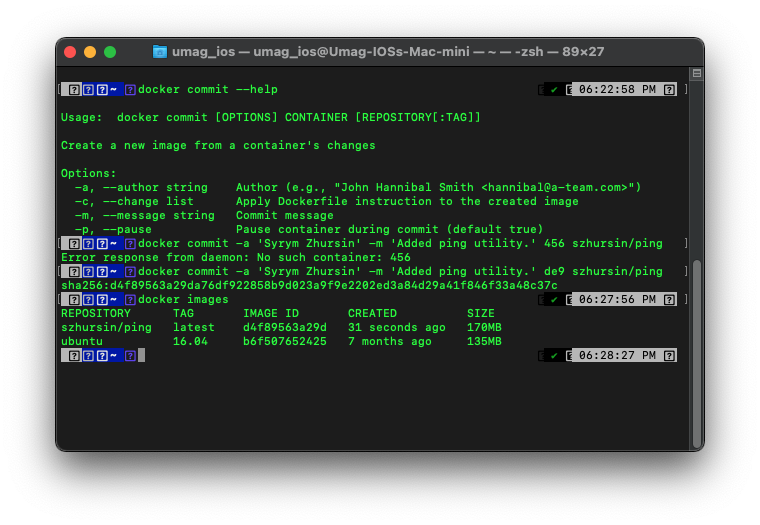 umag_ios — umag_ios@Umag-IOSs-Mac-mini — ~ — -zsh — 89×27
~ docker commit --help ✔ 06:22:58 PM
Usage:  docker commit [OPTIONS] CONTAINER [REPOSITORY[:TAG]]
Create a new image from a container's changes
Options:
  -a, --author string    Author (e.g., "John Hannibal Smith <hannibal@a-team.com>")
  -c, --change list      Apply Dockerfile instruction to the created image
  -m, --message string   Commit message
  -p, --pause            Pause container during commit (default true)
~ docker commit -a 'Syrym Zhursin' -m 'Added ping utility.' 456 szhursin/ping
Error response from daemon: No such container: 456
~ docker commit -a 'Syrym Zhursin' -m 'Added ping utility.' de9 szhursin/ping
sha256:d4f89563a29da76df922858b9d023a9f9e2202ed3a84d29a41f846f33a48c37c
~ docker images ✔ 06:27:56 PM
REPOSITORY      TAG       IMAGE ID       CREATED          SIZE
szhursin/ping   latest    d4f89563a29d   31 seconds ago   170MB
ubuntu          16.04     b6f507652425   7 months ago     135MB
~ ✔ 06:28:27 PM